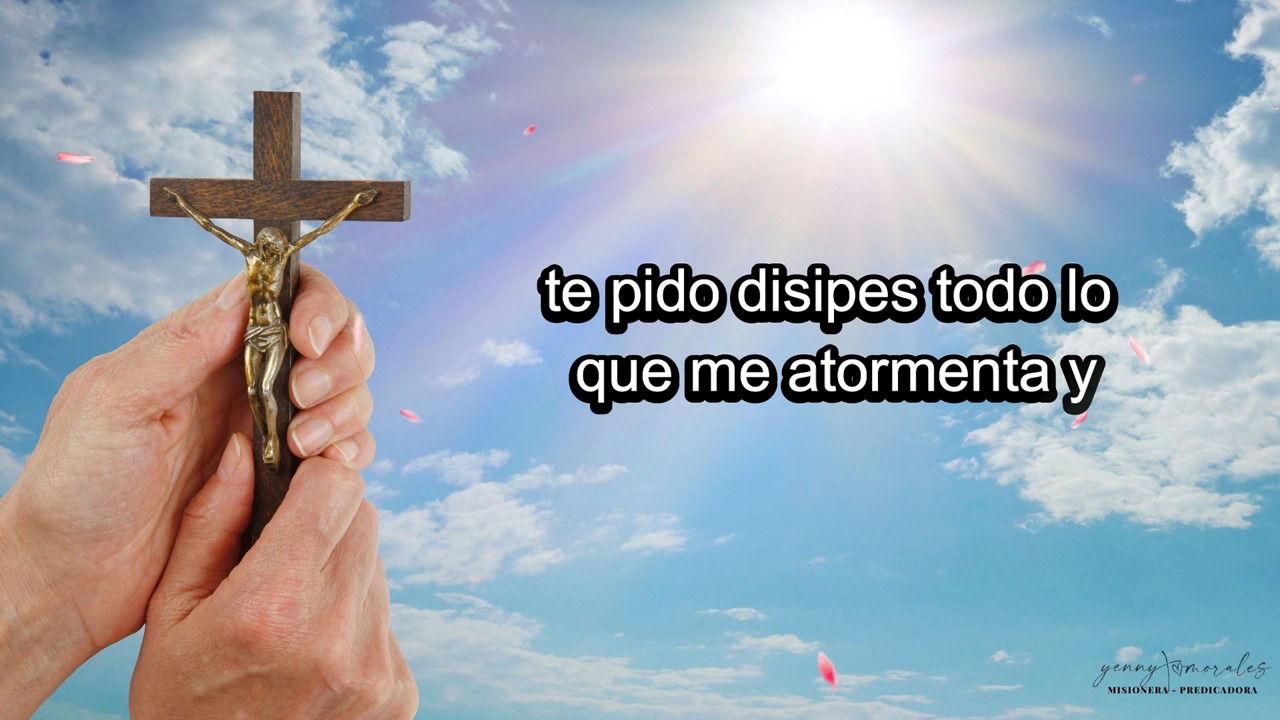 te pido disipes todo lo
que me atormenta y
yenny morales
MISIONERA - PREDICADORA